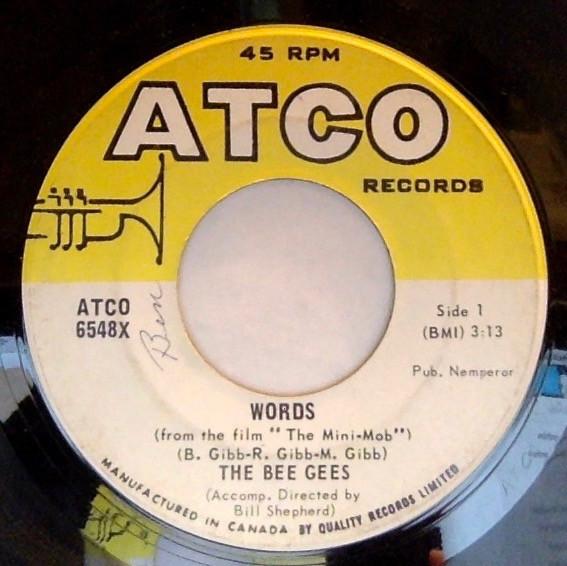 45 RPM
ATCO
RECORDS
ATCO
6548X
Ben
Side 1
(BMI) 3:13
Pub. Nemperor
WORDS
(from the film "The Mini-Mob")
(B. Gibb-R. Gibb-M. Gibb)
THE BEE GEES
(Accomp. Directed by
Bill Shepherd)
MANUFACTURED IN CANADA BY QUALITY RECORDS LIMITED